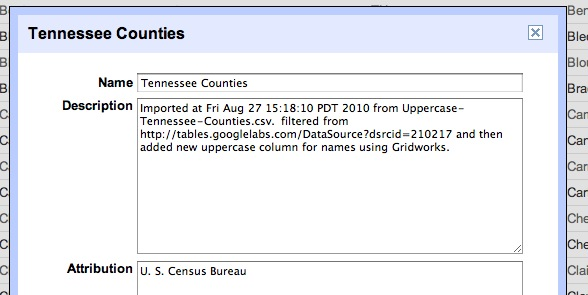 Tennessee Counties
Name Tennessee Counties
Description Imported at Fri Aug 27 15:18:10 PDT 2010 from Uppercase-
Tennessee-Counties.csv.  filtered from
http://tables.googlelabs.com/DataSource?dsrcid=210217 and then
added new uppercase column for names using Gridworks.
Attribution U. S. Census Bureau